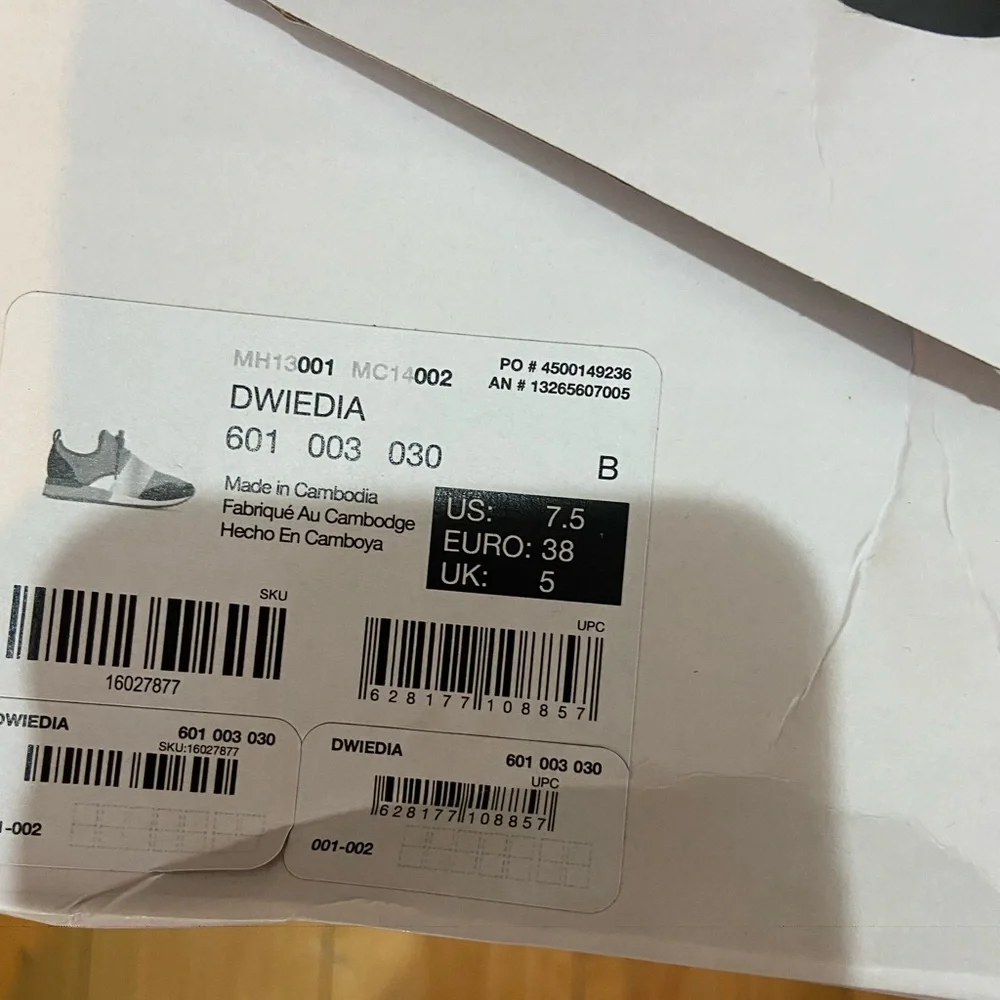 MH13001 MC14002
PO # 4500149236
AN # 13265607005
DWIEDIA
601 003 030
B
Made in Cambodia
Fabriqué Au Cambodge
Hecho En Camboya
US: 7.5
EURO: 38
UK: 5
SKU
16027877
UPC
628177 108857
DWIEDIA
601 003 030
SKU:16027877
1-002
DWIEDIA
601 003 030
UPC
628177 108857
001-002